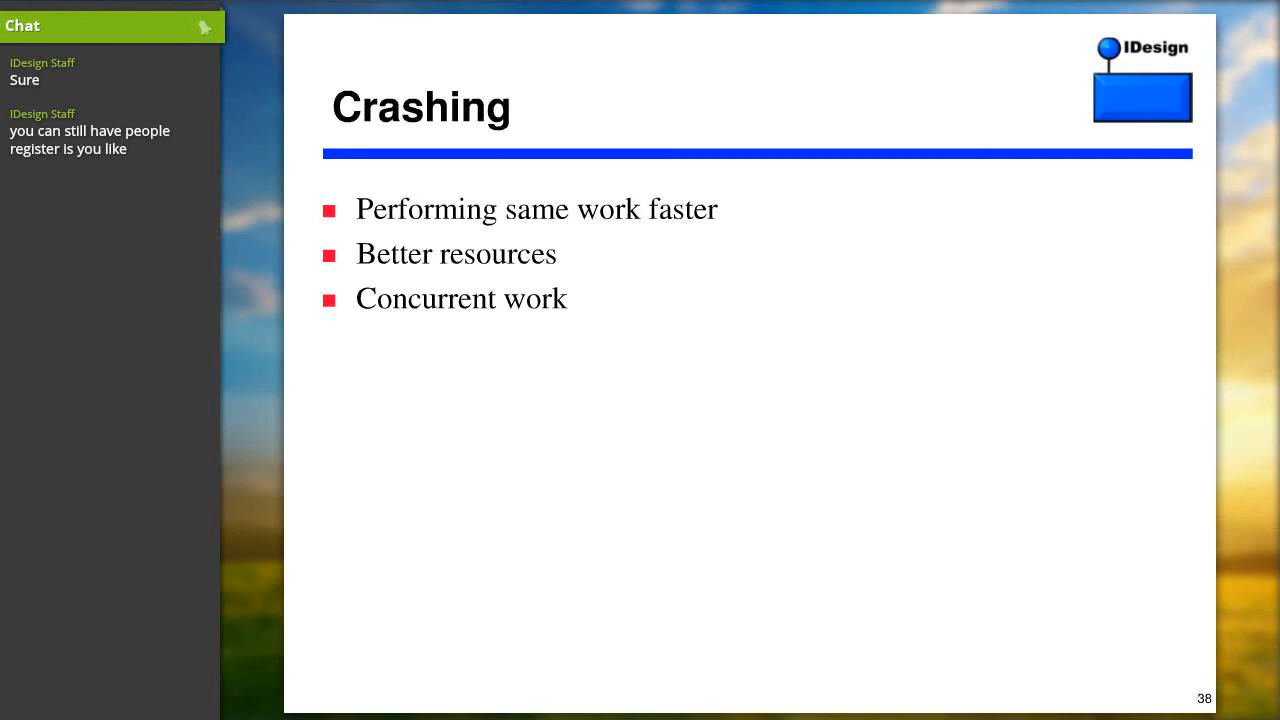 Chat
IDesign Staff
Sure
IDesign Staff
you can still have people
register is you like
IDesign
Crashing
Performing same work faster
Better resources
Concurrent work
38